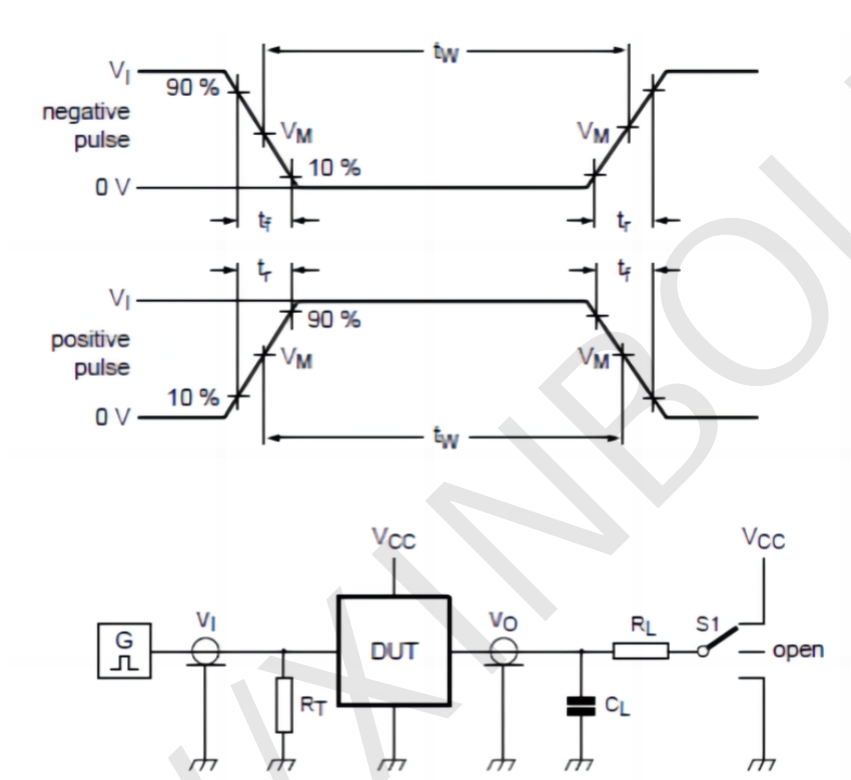 tW
VI
90 %
negative
pulse
VM
VM
10 %
0 V
tf
tr
tr
tf
VI
90 %
positive
pulse
VM
VM
10 %
0 V
tW
VCC
VCC
G
VI
DUT
VO
RL
S1
open
RT
CL
XINBOL